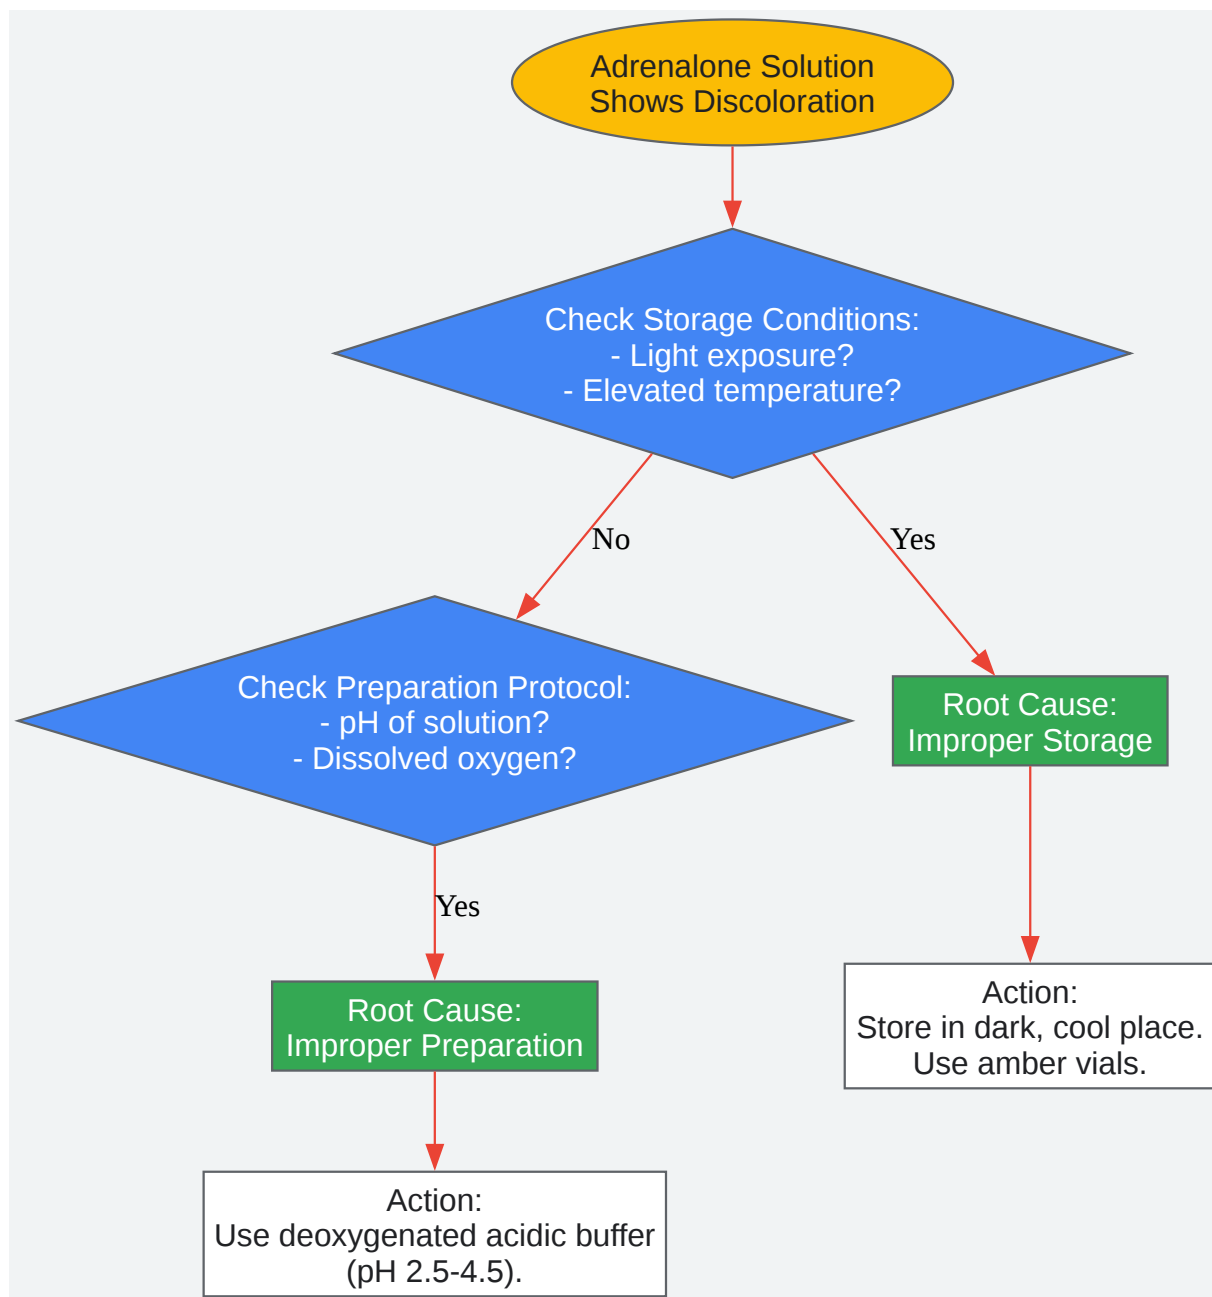 Adrenalone Solution
Shows Discoloration
Check Storage Conditions:
- Light exposure?
- Elevated temperature?
No
Yes
Check Preparation Protocol:
- pH of solution?
- Dissolved oxygen?
Root Cause:
Improper Storage
Yes
Root Cause:
Improper Preparation
Action:
Store in dark, cool place.
Use amber vials.
Action:
Use deoxygenated acidic buffer
(pH 2.5-4.5).